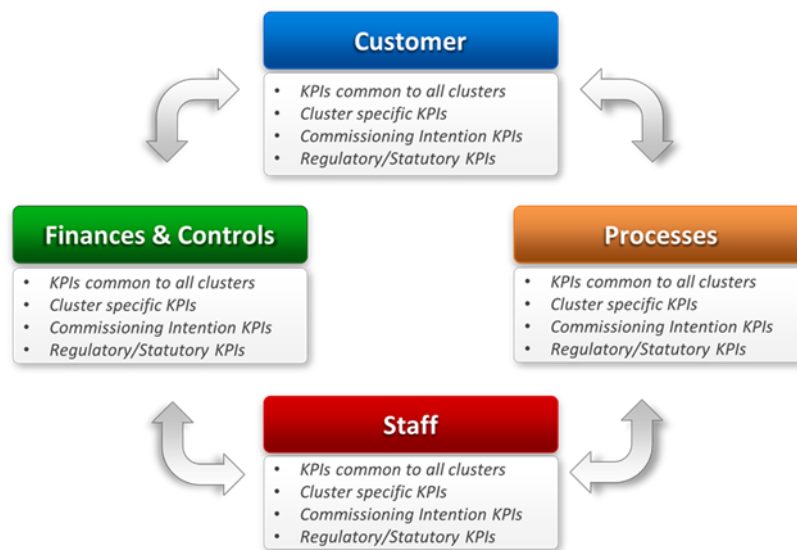 Customer
• KPIs common to all clusters
• Cluster specific KPIs
• Commissioning Intention KPIs
• Regulatory/Statutory KPIs
Finances & Controls
• KPIs common to all clusters
• Cluster specific KPIs
• Commissioning Intention KPIs
• Regulatory/Statutory KPIs
Processes
• KPIs common to all clusters
• Cluster specific KPIs
• Commissioning Intention KPIs
• Regulatory/Statutory KPIs
Staff
• KPIs common to all clusters
• Cluster specific KPIs
• Commissioning Intention KPIs
• Regulatory/Statutory KPIs